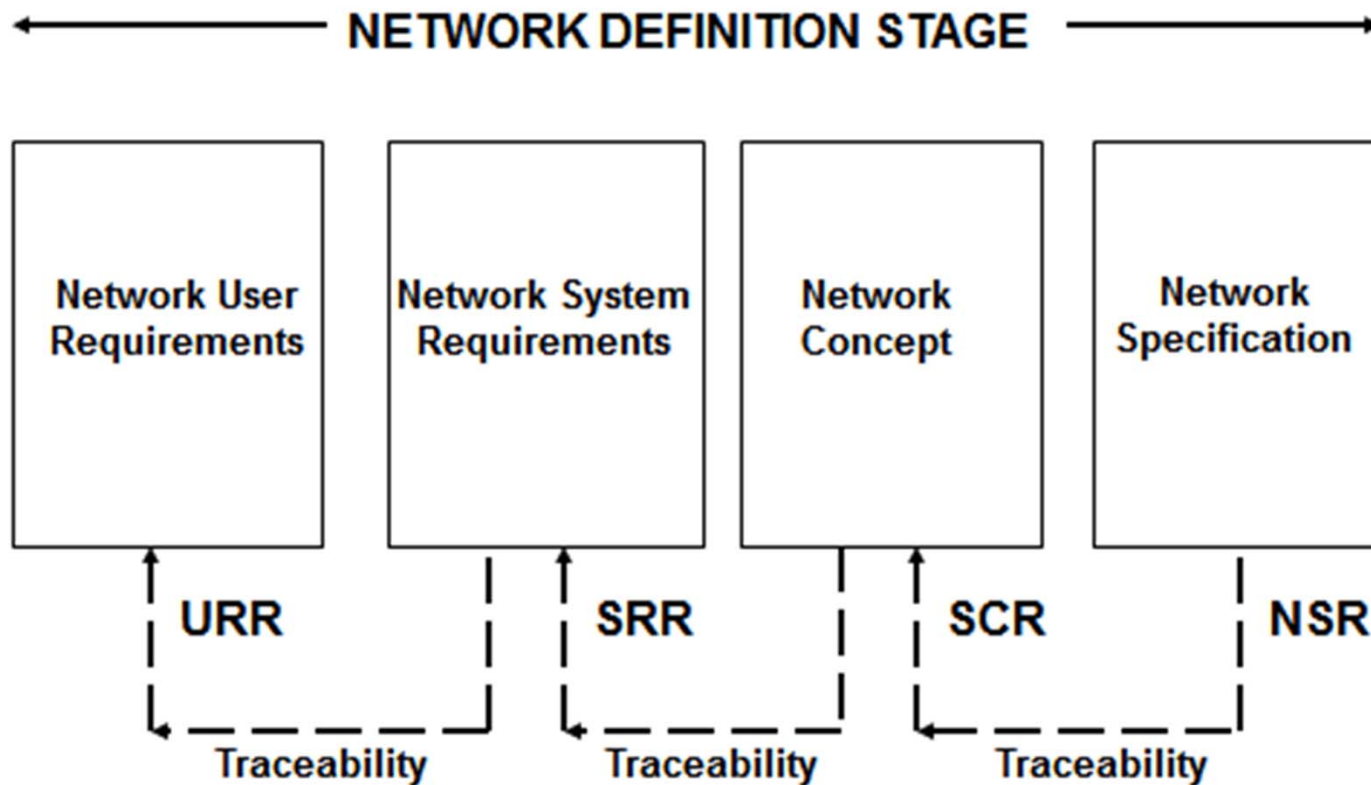 NETWORK DEFINITION STAGE
Network User
Requirements
Network System
Requirements
Network
Concept
Network
Specification
URR
SRR
SCR
NSR
Traceability
Traceability
Traceability